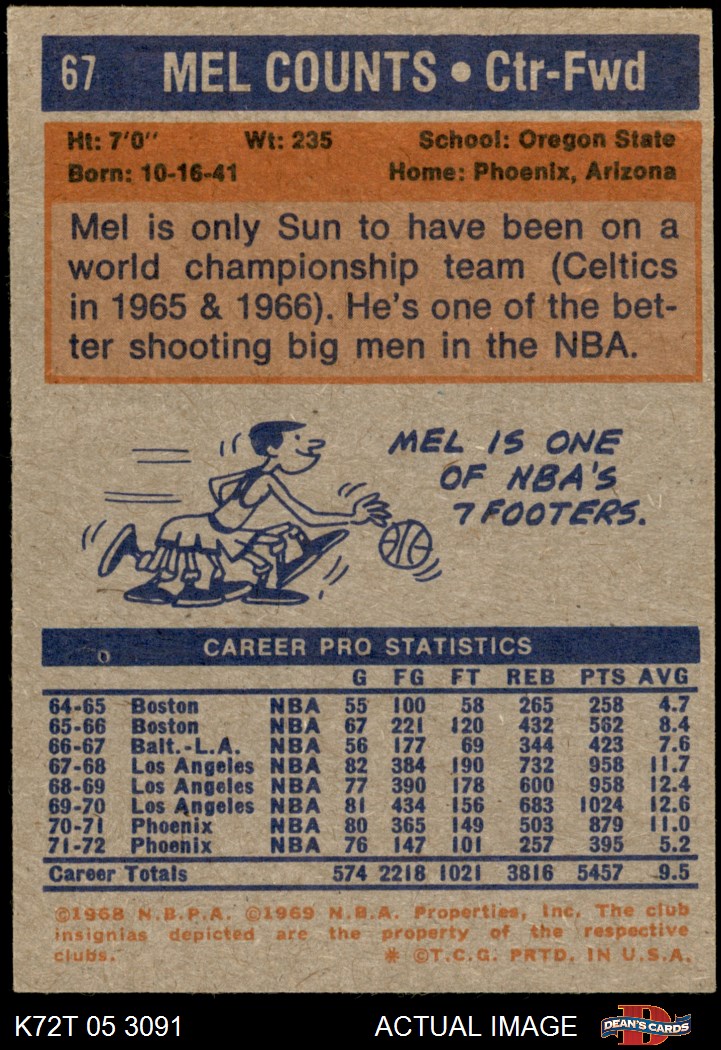 67 MEL COUNTS • Ctr-Fwd
Ht: 7'0" Wt: 235 School: Oregon State
Born: 10-16-41 Home: Phoenix, Arizona
Mel is only Sun to have been on a
world championship team (Celtics
in 1965 & 1966). He's one of the bet-
ter shooting big men in the NBA.
MEL IS ONE
OF NBA'S
7 FOOTERS.
CAREER PRO STATISTICS
G FG FT REB PTS AVG
64-65 Boston NBA 55 100 58 265 258 4.7
65-66 Boston NBA 67 221 120 432 562 8.4
66-67 Balt.-L.A. NBA 56 177 69 344 423 7.6
67-68 Los Angeles NBA 82 384 190 732 958 11.7
68-69 Los Angeles NBA 77 390 178 600 958 12.4
69-70 Los Angeles NBA 81 434 156 683 1024 12.6
70-71 Phoenix NBA 80 365 149 503 879 11.0
71-72 Phoenix NBA 76 147 101 257 395 5.2
Career Totals 574 2218 1021 3816 5457 9.5
©1968 N.B.P.A. ©1969 N.B.A. Properties, Inc. The club
insignias depicted are the property of the respective
clubs. * ©T.C.G. PRTD. IN U.S.A.
K72T 05 3091 ACTUAL IMAGE D DEAN'S CARDS